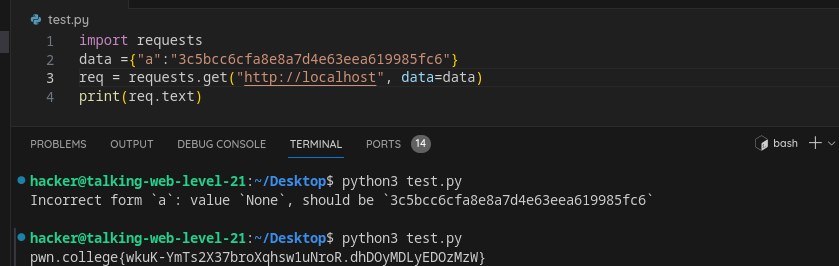 test.py
1 import requests
2 data ={"a":"3c5bcc6cfa8e8a7d4e63eea619985fc6"}
3 req = requests.get("http://localhost", data=data)
4 print(req.text)
PROBLEMS OUTPUT DEBUG CONSOLE TERMINAL PORTS 14 bash
hacker@talking-web-level-21:~/Desktop$ python3 test.py
Incorrect form `a`: value `None`, should be `3c5bcc6cfa8e8a7d4e63eea619985fc6`
hacker@talking-web-level-21:~/Desktop$ python3 test.py
pwn.college{wkuK-YmTs2X37broXqhsw1uNroR.dhDOyMDLyEDOzMzW}